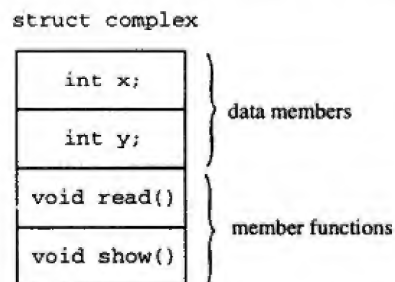 struct complex
int x;
int y;
data members
void read()
void show()
member functions